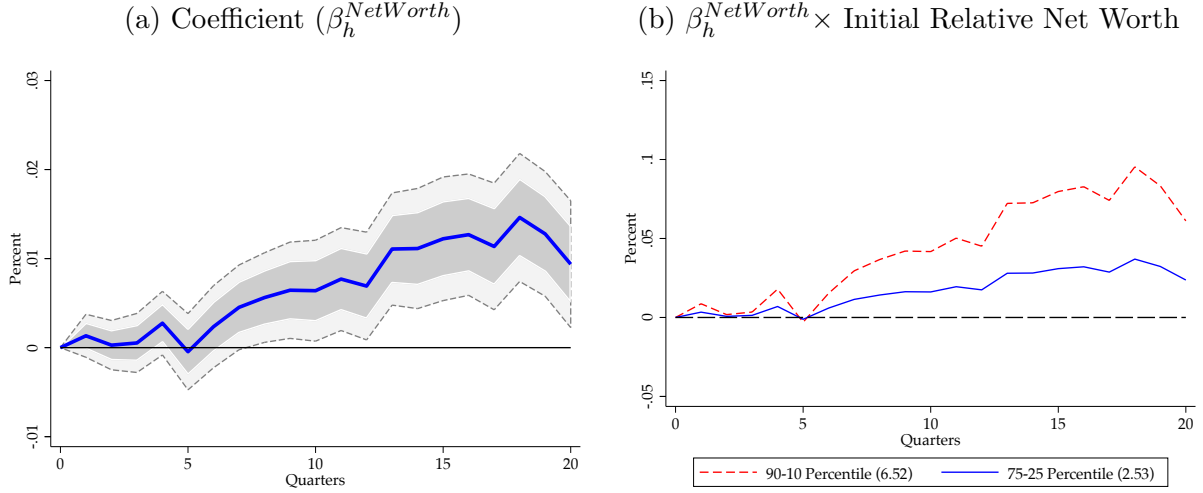 (a) Coefficient (β_h^{NetWorth})
Percent
.03
.02
.01
0
-.01
0 5 10 15 20
Quarters
(b) β_h^{NetWorth} × Initial Relative Net Worth
Percent
.15
.1
.05
0
-.05
0 5 10 15 20
Quarters
90-10 Percentile (6.52) 75-25 Percentile (2.53)